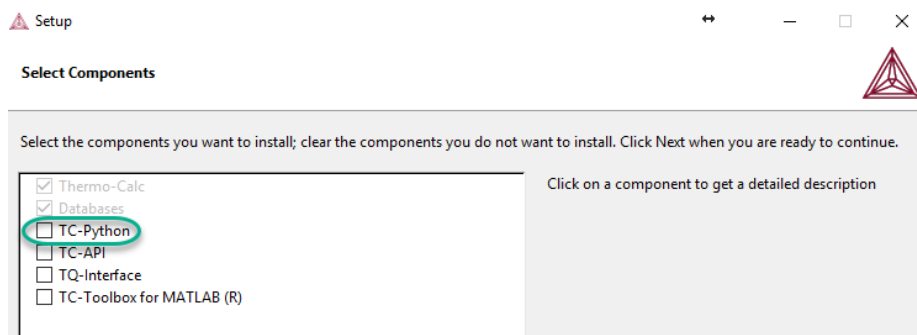 Setup
Select Components
Select the components you want to install; clear the components you do not want to install. Click Next when you are ready to continue.
Thermo-Calc
Click on a component to get a detailed description
Databases
TC-Python
TC-API
TQ-Interface
TC-Toolbox for MATLAB (R)